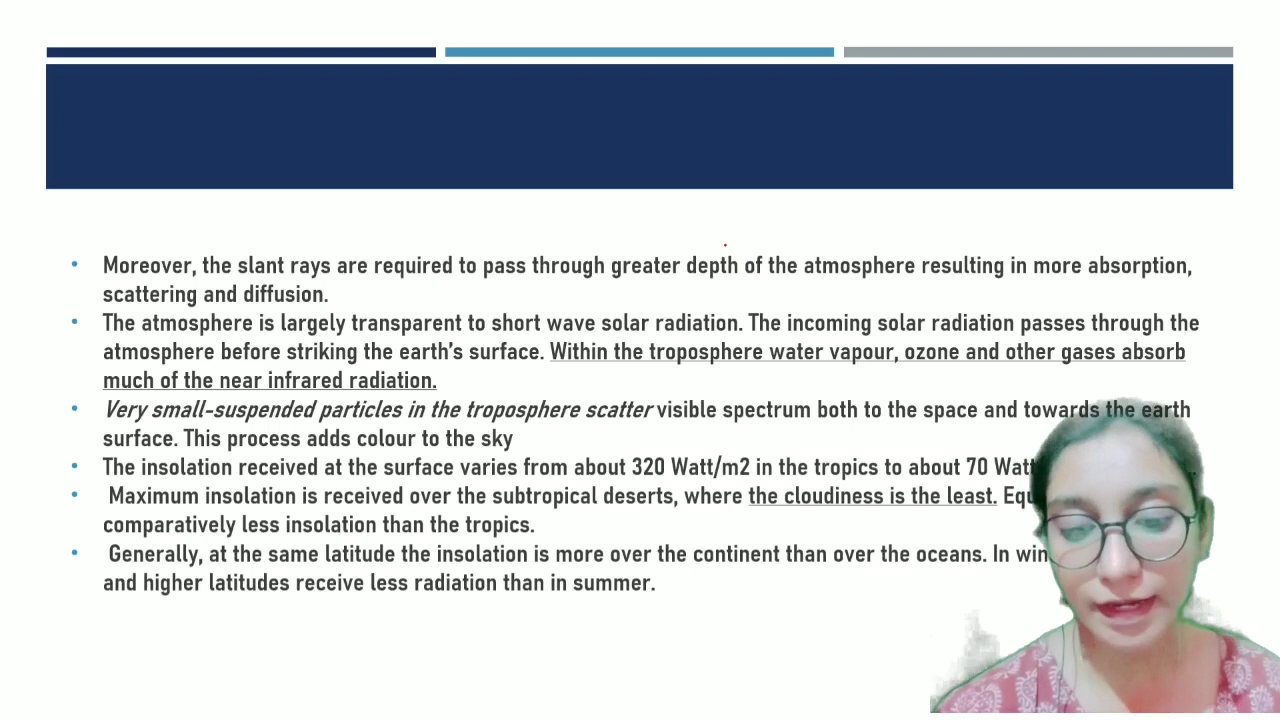 • Moreover, the slant rays are required to pass through greater depth of the atmosphere resulting in more absorption,
scattering and diffusion.
• The atmosphere is largely transparent to short wave solar radiation. The incoming solar radiation passes through the
atmosphere before striking the earth's surface. Within the troposphere water vapour, ozone and other gases absorb
much of the near infrared radiation.
• Very small-suspended particles in the troposphere scatter visible spectrum both to the space and towards the earth
surface. This process adds colour to the sky
• The insolation received at the surface varies from about 320 Watt/m2 in the tropics to about 70
• Maximum insolation is received over the subtropical deserts, where the cloudiness is the least.
comparatively less insolation than the tropics.
• Generally, at the same latitude the insolation is more over the continent than over the oceans. In
and higher latitudes receive less radiation than in summer.